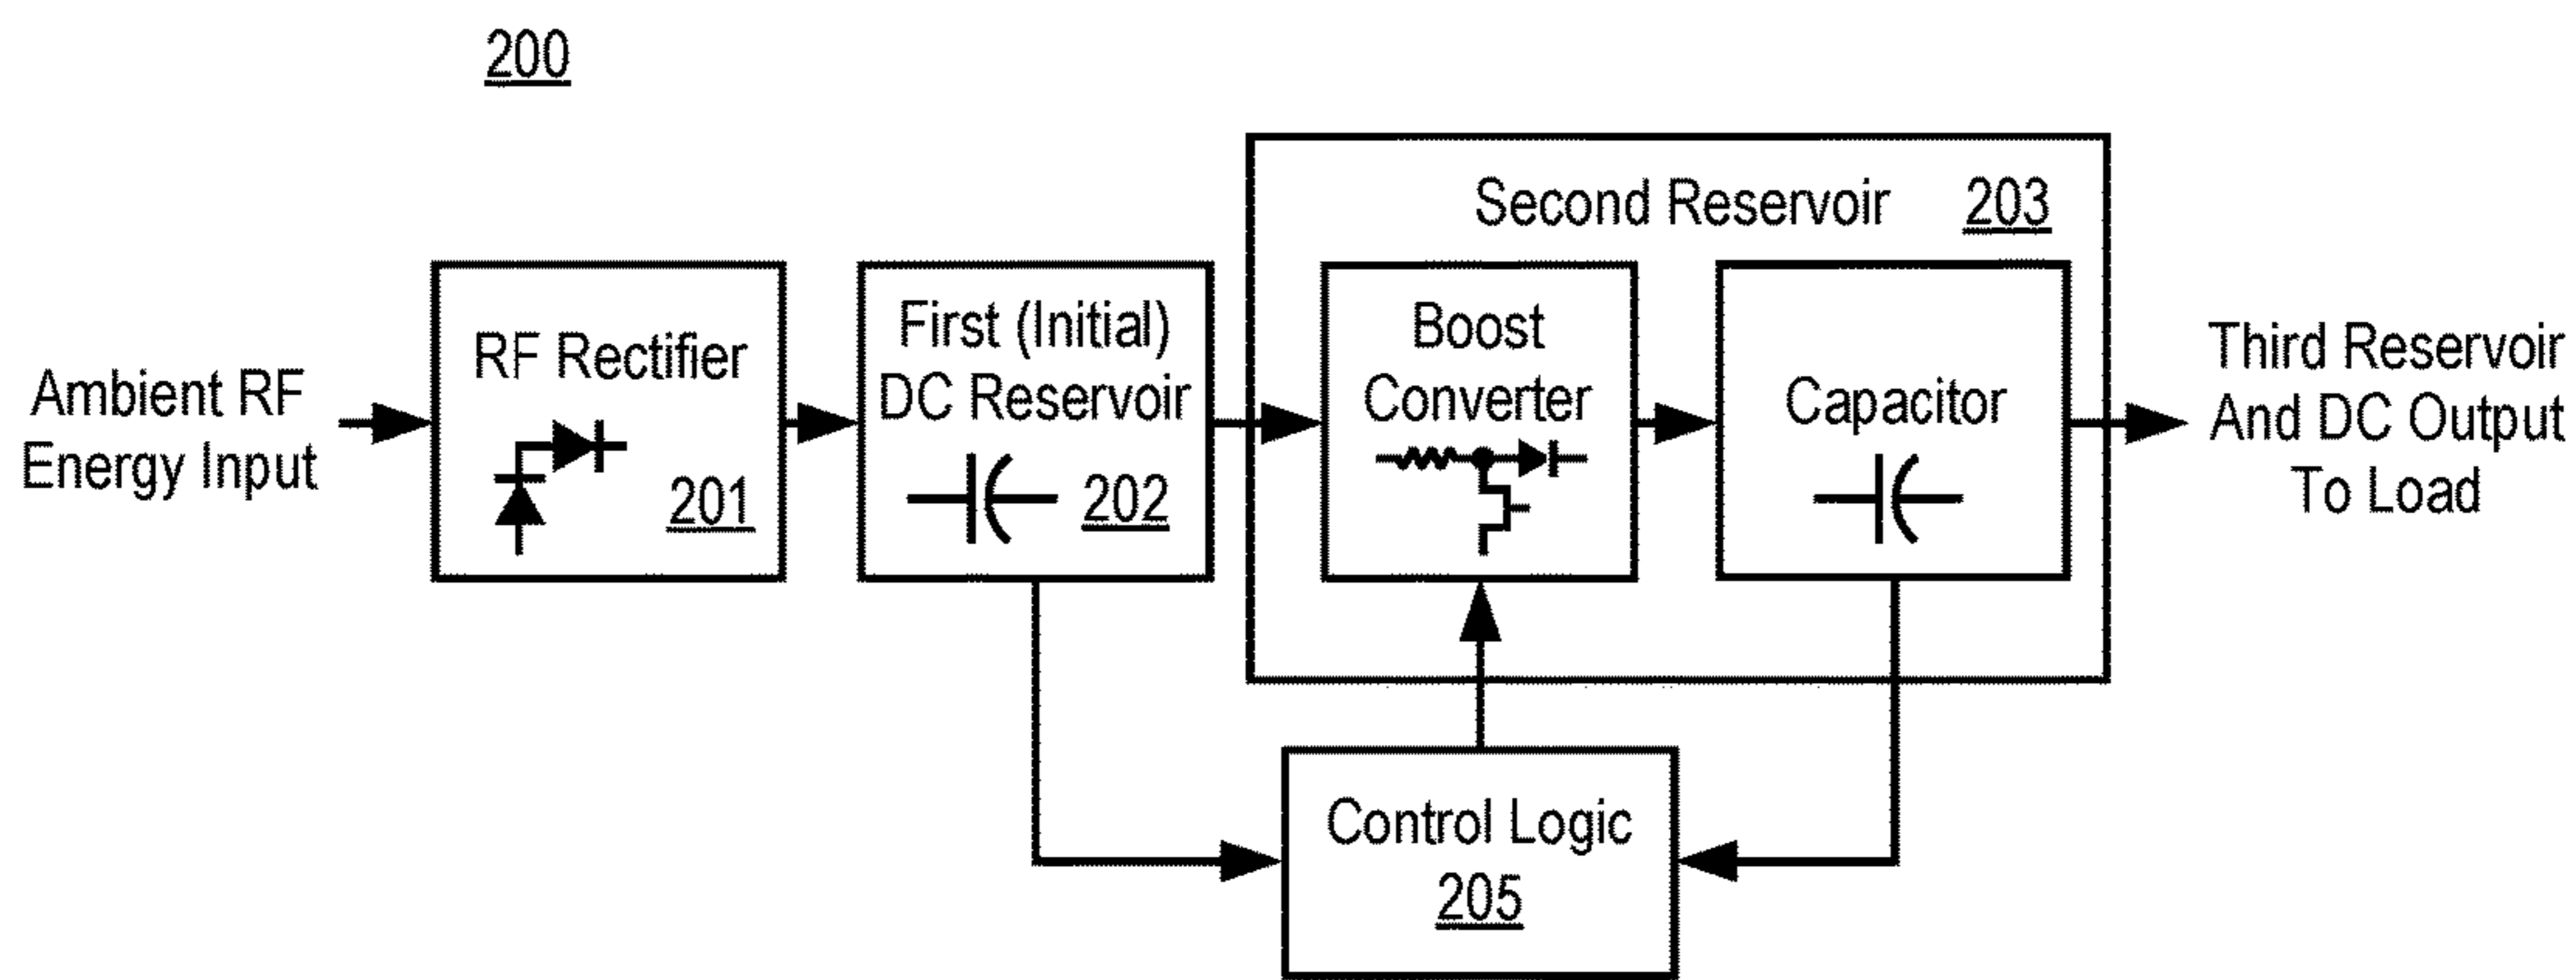 200
Ambient RF
Energy Input
RF Rectifier
201
First (Initial)
DC Reservoir
202
Second Reservoir 203
Boost
Converter
Capacitor
Third Reservoir
And DC Output
To Load
Control Logic
205